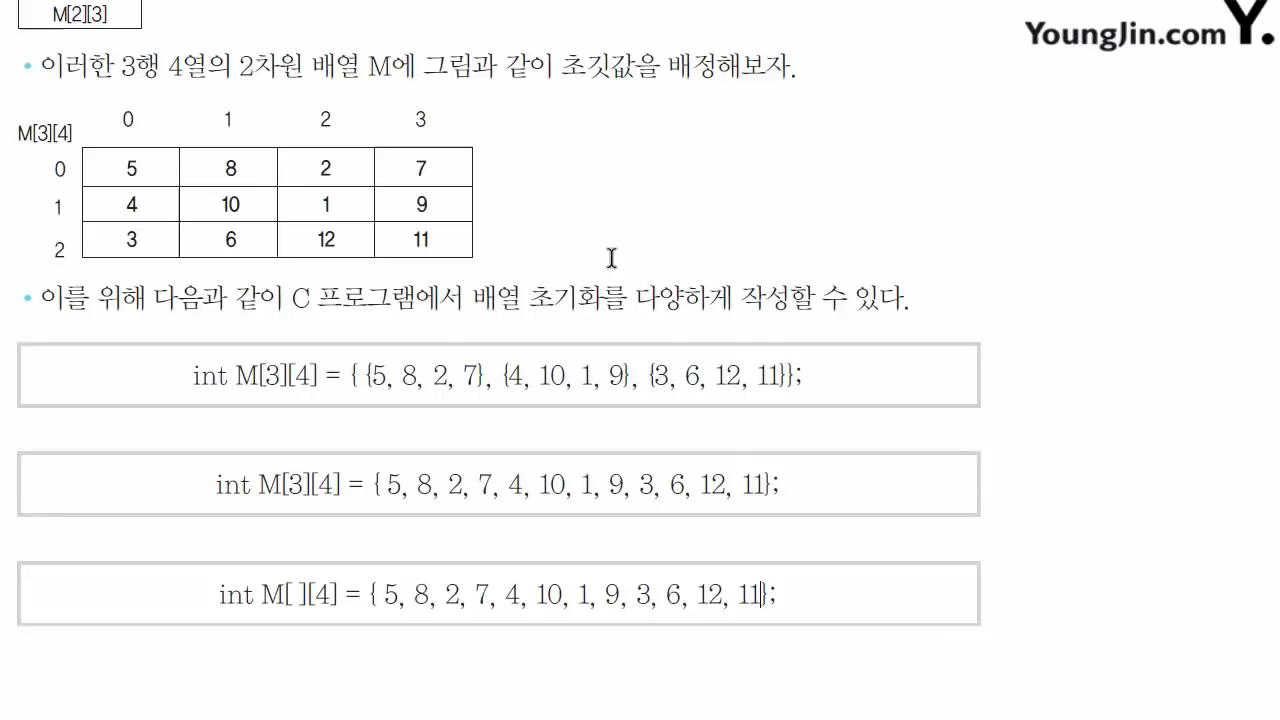 M[2][3]
YoungJin.com Y.
• 이러한 3행 4열의 2차원 배열 M에 그림과 같이 초깃값을 배정해보자.
0 1 2 3
M[3][4]
0 5 8 2 7
1 4 10 1 9
2 3 6 12 11
• 이를 위해 다음과 같이 C 프로그램에서 배열 초기화를 다양하게 작성할 수 있다.
int M[3][4] = { {5, 8, 2, 7}, {4, 10, 1, 9}, {3, 6, 12, 11}};
int M[3][4] = { 5, 8, 2, 7, 4, 10, 1, 9, 3, 6, 12, 11};
int M[ ][4] = { 5, 8, 2, 7, 4, 10, 1, 9, 3, 6, 12, 11};